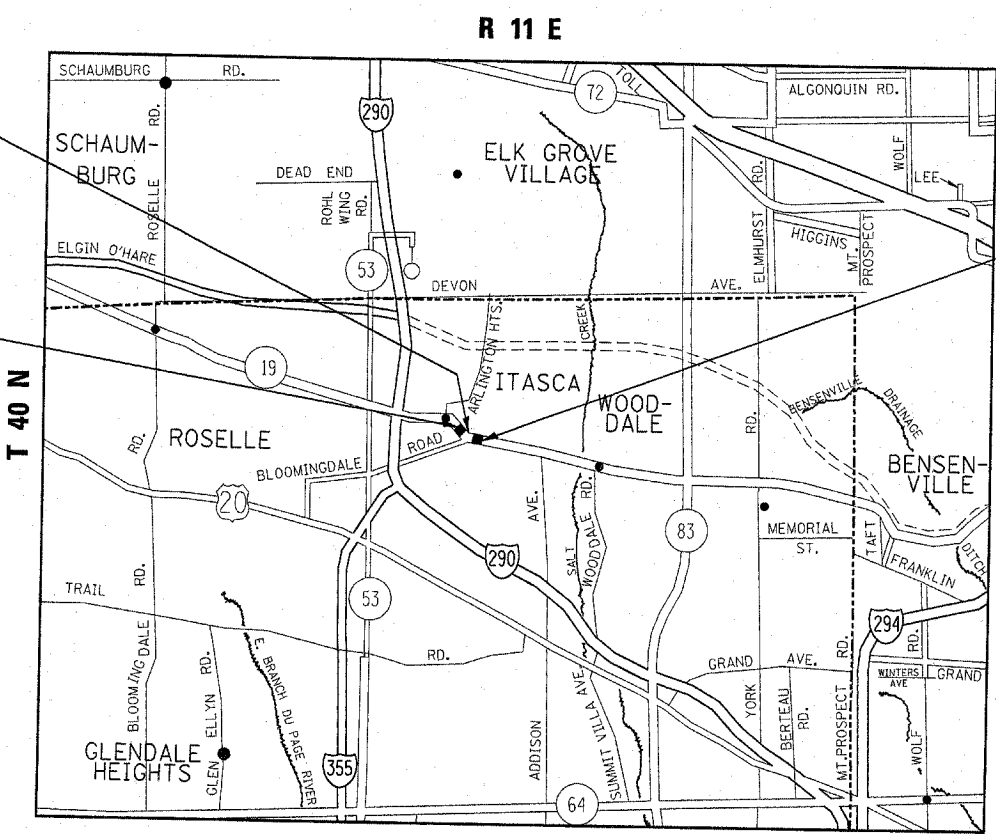 R 11 E
SCHAUMBURG RD.
290
72
TOLL
ALGONQUIN RD.
RD.
SCHAUM-
BURG
ROSELLE
DEAD END
ROHL
WING
RD.
ELK GROVE
VILLAGE
RD.
ELMHURST
WOLF
LEE
HIGGINS
MT.
PROSPECT
ELGIN O'HARE
53
DEVON AVE.
ARLINGTON HTS.
CREEK
T 40 N
19
ITASCA
WOOD-
DALE
RD.
BENSENVILLE
DRAINAGE
DITCH
BENSEN-
VILLE
RD.
ROSELLE
BLOOMINGDALE ROAD
20
AVE.
ADDISON
SALT
WOODDALE RD.
83
MEMORIAL
ST.
TAFT
FRANKLIN
290
TRAIL RD.
53
294
RD.
BLOOMINGDALE
RD.
GLEN ELLYN
E. BRANCH DU PAGE RIVER
GRAND AVE.
RD.
RD.
WINTERS
AVE
GRAND
YORK
BERTEAU
RD.
MT.PROSPECT
WOLF
SUMMIT VILLA AVE.
GLENDALE
HEIGHTS
355
64